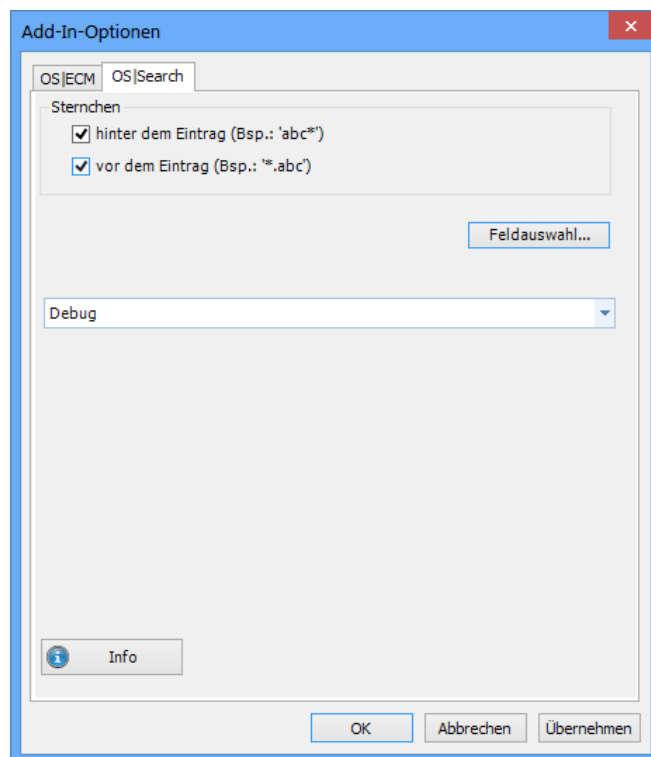 Add-In-Optionen
OS|ECM OS|Search
Sternchen
hinter dem Eintrag (Bsp.: 'abc*')
vor dem Eintrag (Bsp.: '*.abc')
Feldauswahl...
Debug
Info
OK Abbrechen Übernehmen